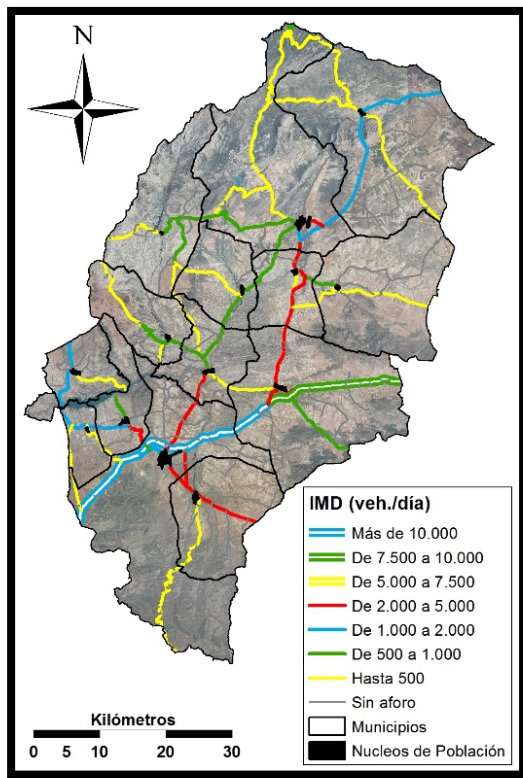 N
IMD (veh./día)
Más de 10.000
De 7.500 a 10.000
De 5.000 a 7.500
De 2.000 a 5.000
De 1.000 a 2.000
De 500 a 1.000
Hasta 500
Sin aforo
Municipios
Nucleos de Población
Kilómetros
0 5 10 20 30